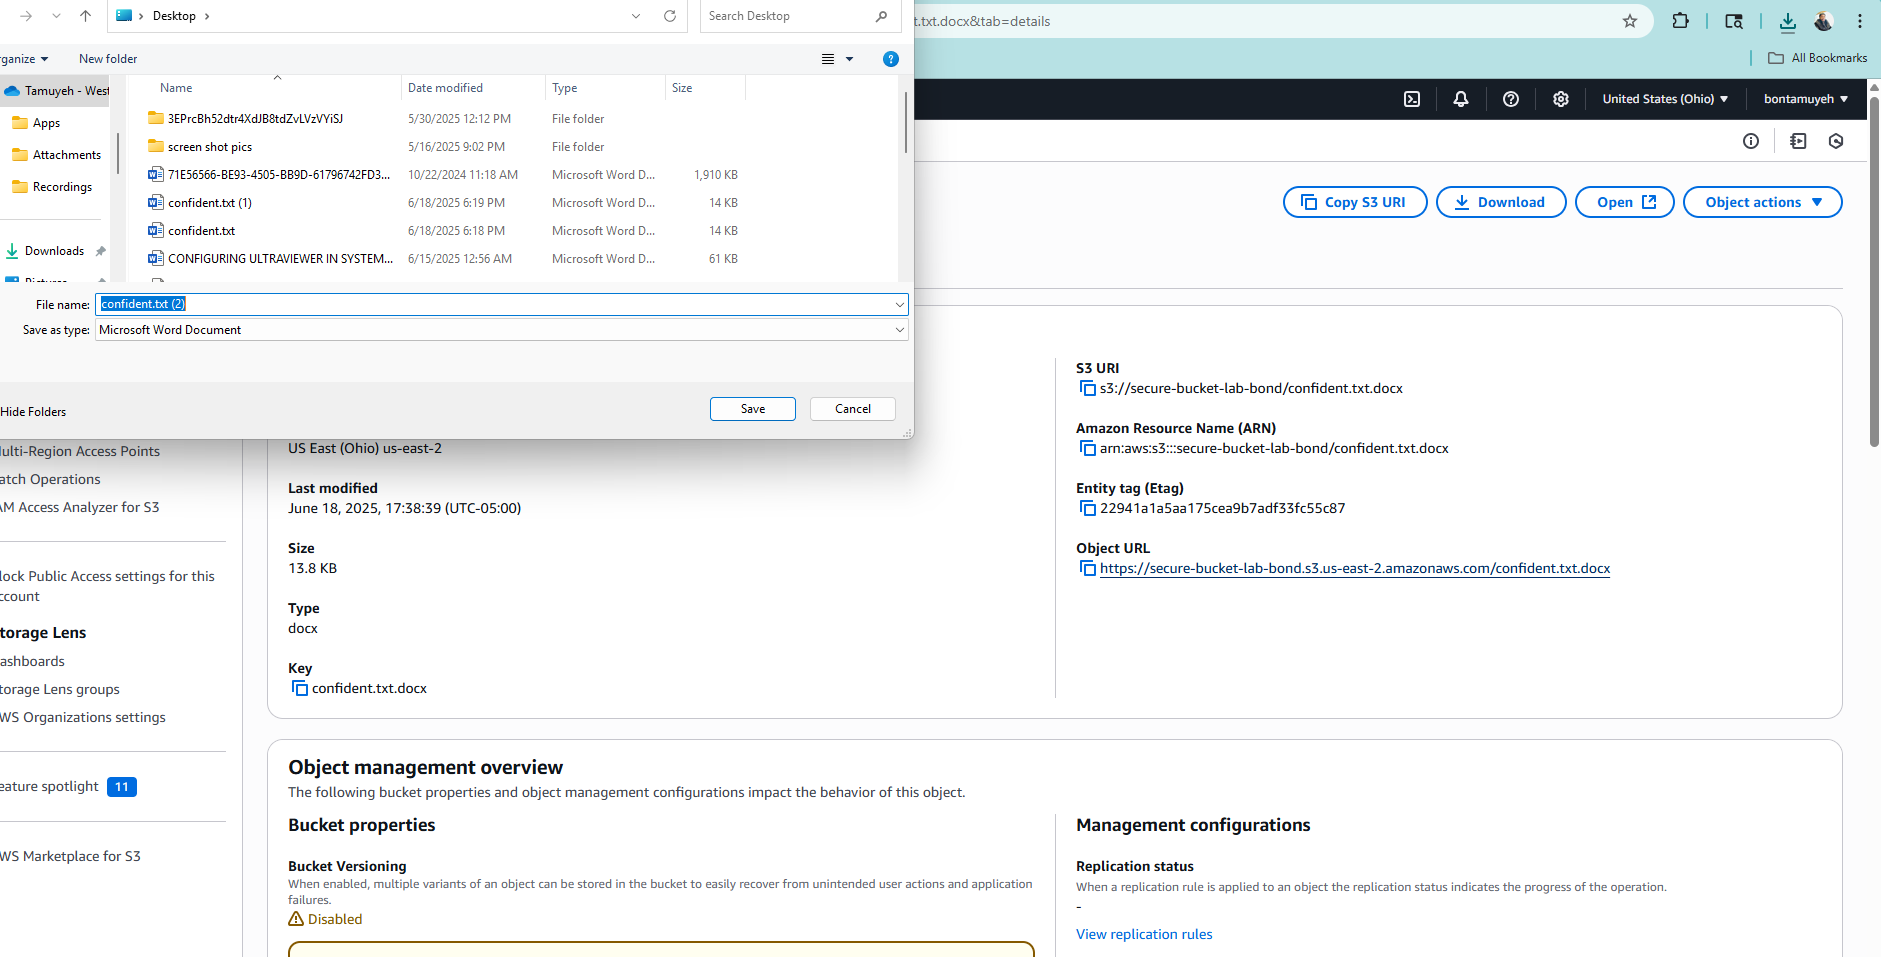 Desktop
Search Desktop
t.txt.docx&tab=details
All Bookmarks
rganize
New folder
United States (Ohio)
bontamuyeh
Tamuyeh - West
Apps
Attachments
Recordings
Downloads
Pictures
Name
Date modified
Type
Size
3EPrcBh52dtr4XdJB8tdZvLVzVYiSJ
5/30/2025 12:12 PM
File folder
screen shot pics
5/16/2025 9:02 PM
File folder
71E56566-BE93-4505-BB9D-61796742FD3...
10/22/2024 11:18 AM
Microsoft Word D...
1,910 KB
confident.txt (1)
6/18/2025 6:19 PM
Microsoft Word D...
14 KB
confident.txt
6/18/2025 6:18 PM
Microsoft Word D...
14 KB
CONFIGURING ULTRAVIEWER IN SYSTEM...
6/15/2025 12:56 AM
Microsoft Word D...
61 KB
File name:
confident.txt (2)
Save as type:
Microsoft Word Document
Hide Folders
Save
Cancel
Copy S3 URI
Download
Open
Object actions
ulti-Region Access Points
atch Operations
AM Access Analyzer for S3
lock Public Access settings for this
ccount
torage Lens
ashboards
torage Lens groups
WS Organizations settings
eature spotlight
11
WS Marketplace for S3
US East (Ohio) us-east-2
Last modified
June 18, 2025, 17:38:39 (UTC-05:00)
Size
13.8 KB
Type
docx
Key
confident.txt.docx
S3 URI
s3://secure-bucket-lab-bond/confident.txt.docx
Amazon Resource Name (ARN)
arn:aws:s3:::secure-bucket-lab-bond/confident.txt.docx
Entity tag (Etag)
22941a1a5aa175cea9b7adf33fc55c87
Object URL
https://secure-bucket-lab-bond.s3.us-east-2.amazonaws.com/confident.txt.docx
Object management overview
The following bucket properties and object management configurations impact the behavior of this object.
Bucket properties
Bucket Versioning
When enabled, multiple variants of an object can be stored in the bucket to easily recover from unintended user actions and application
failures.
Disabled
Management configurations
Replication status
When a replication rule is applied to an object the replication status indicates the progress of the operation.
-
View replication rules